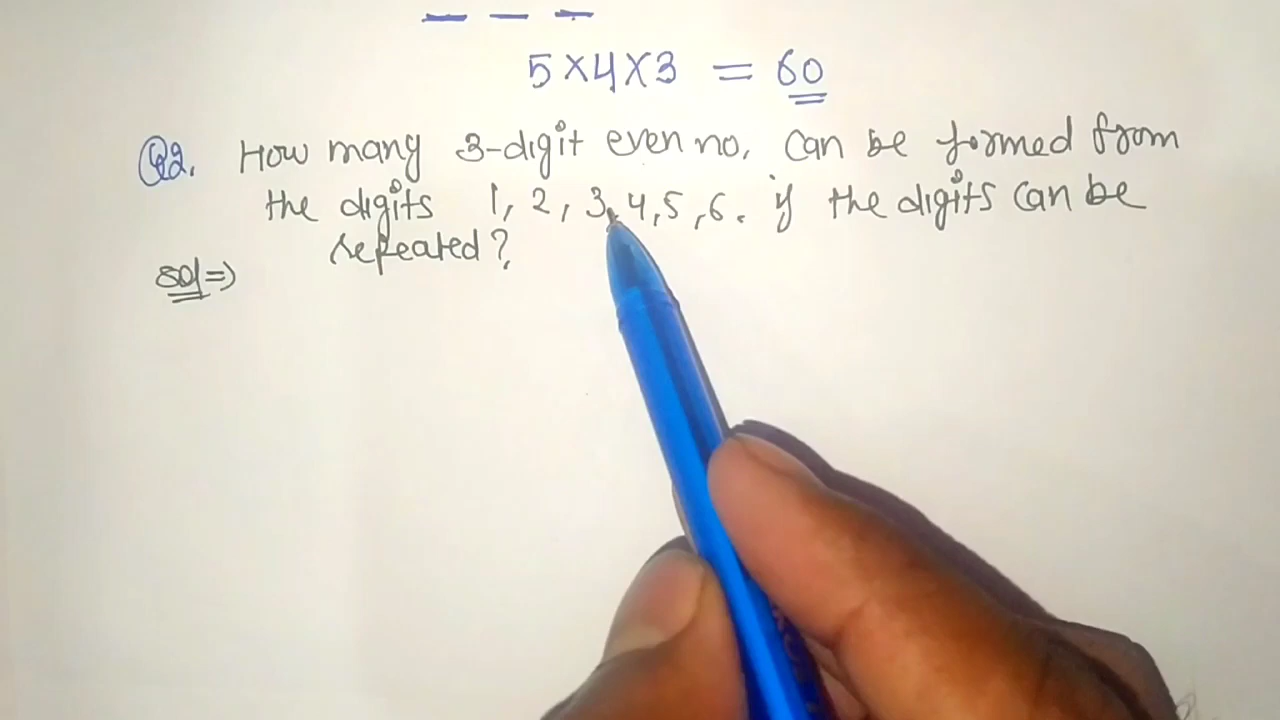 5×4×3 = 60
Q2. How many 3-digit even no. can be formed from
the digits 1, 2, 3, 4, 5, 6. if the digits can be
repeated?
Sol⇒